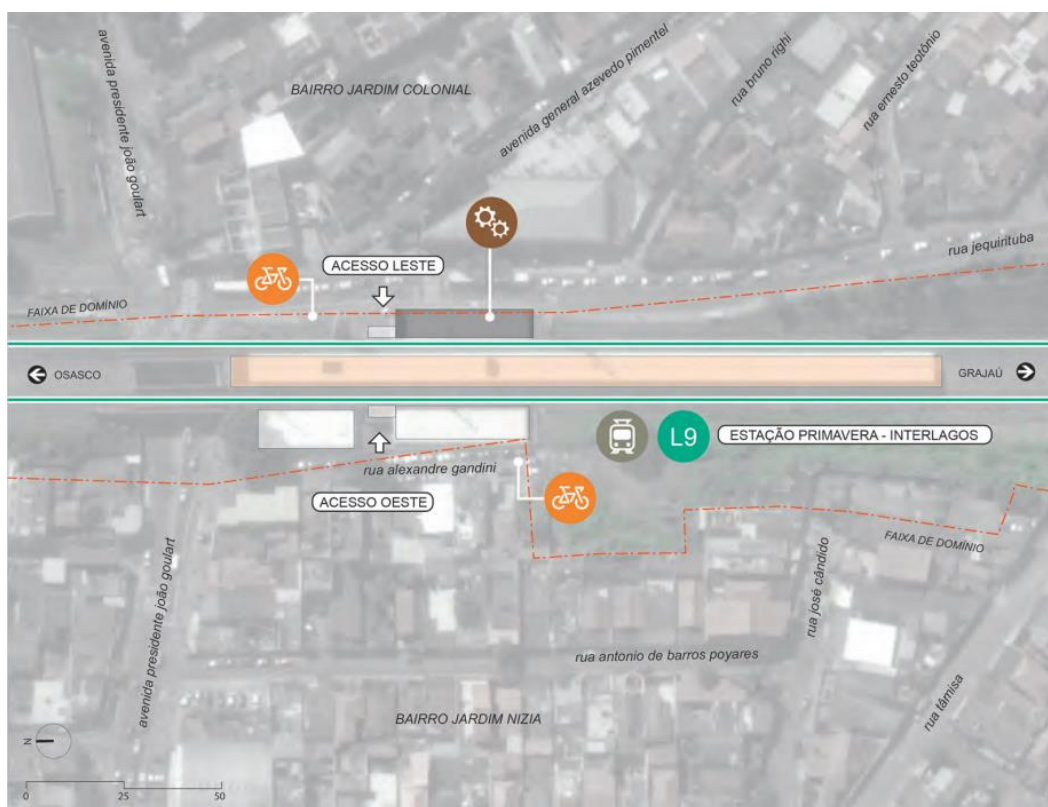 avenida presidente joão goulart
BAIRRO JARDIM COLONIAL
avenida general azevedo pimentel
rua bruno righi
rua ernesto teotônio
rua jequirituba
ACESSO LESTE
FAIXA DE DOMÍNIO
OSASCO
GRAJAÚ
L9
ESTAÇÃO PRIMAVERA - INTERLAGOS
rua alexandre gandini
ACESSO OESTE
FAIXA DE DOMÍNIO
avenida presidente joão goulart
rua josé cândido
rua antonio de barros poyares
rua tâmisa
BAIRRO JARDIM NIZIA
N
0 25 50